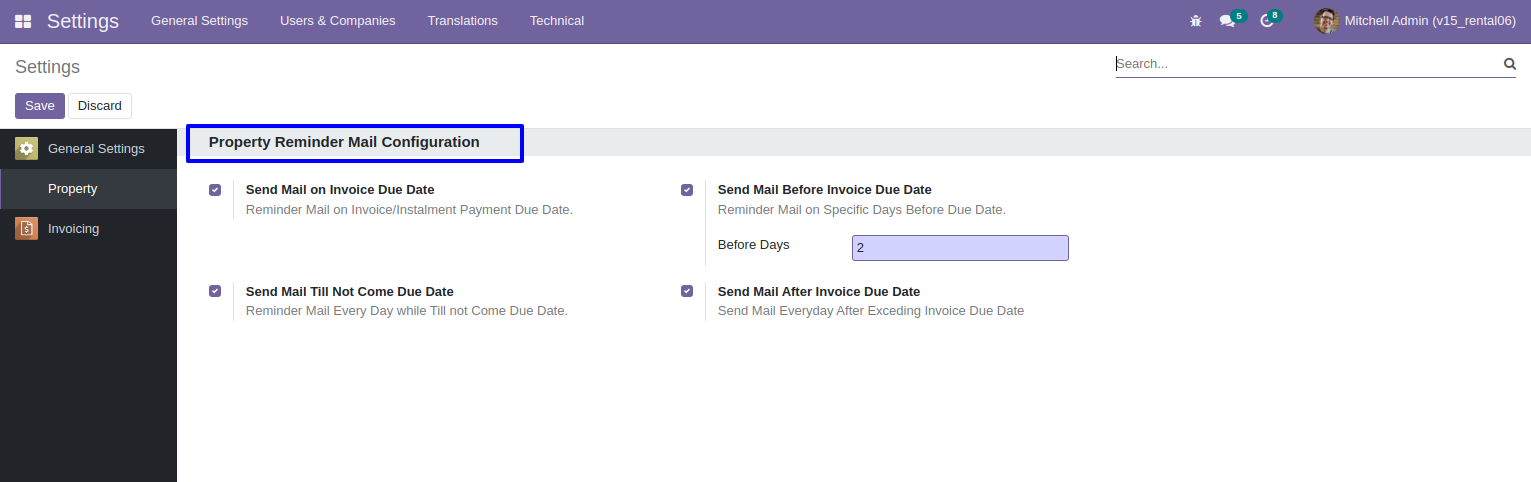 Settings General Settings Users & Companies Translations Technical 5 8 Mitchell Admin (v15_rental06)
Settings Search...
Save Discard
General Settings
Property
Invoicing
Property Reminder Mail Configuration
Send Mail on Invoice Due Date
Reminder Mail on Invoice/Instalment Payment Due Date.
Send Mail Before Invoice Due Date
Reminder Mail on Specific Days Before Due Date.
Before Days 2
Send Mail Till Not Come Due Date
Reminder Mail Every Day while Till not Come Due Date.
Send Mail After Invoice Due Date
Send Mail Everyday After Exceding Invoice Due Date